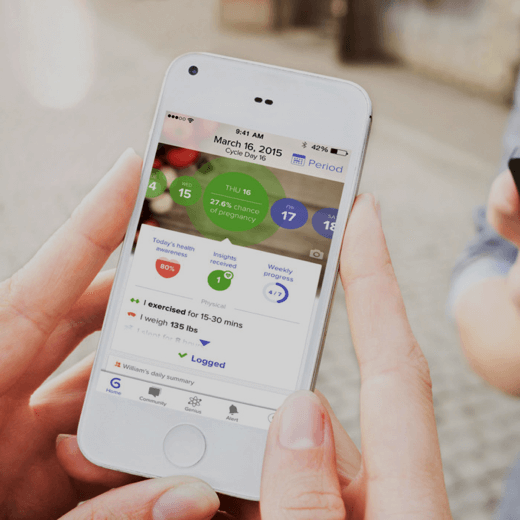 9:41 AM
42%
March 16, 2015
Cycle Day 16
Period
4
WED
15
THU 16
27.6% chance
of pregnancy
FRI
17
SAT
18
Today's health
awareness
80%
Insights
received
1
Weekly
progress
4 / 7
Physical
I exercised for 15-30 mins
I weigh 135 lbs
Logged
William's daily summary
Home
Community
Genius
Alert